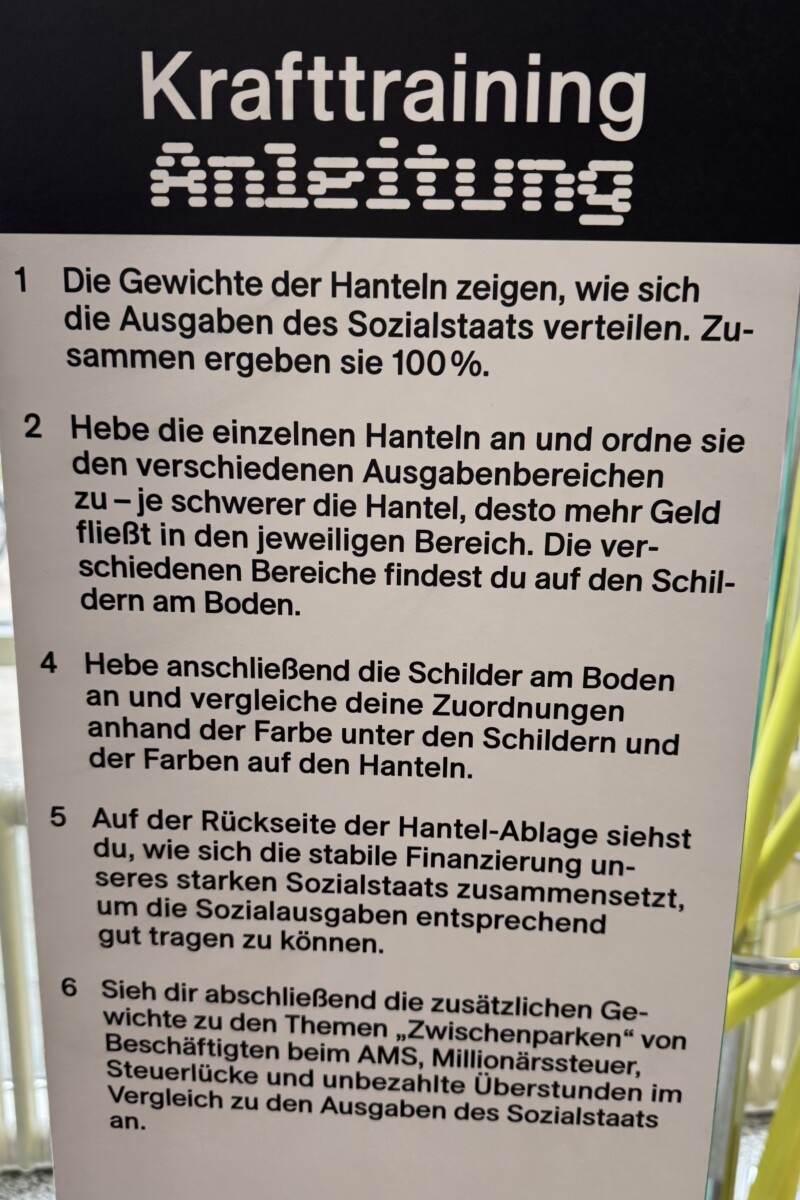 Krafttraining
Anleitung
1 Die Gewichte der Hanteln zeigen, wie sich
die Ausgaben des Sozialstaats verteilen. Zu-
sammen ergeben sie 100 %.
2 Hebe die einzelnen Hanteln an und ordne sie
den verschiedenen Ausgabenbereichen
zu – je schwerer die Hantel, desto mehr Geld
fließt in den jeweiligen Bereich. Die ver-
schiedenen Bereiche findest du auf den Schil-
dern am Boden.
4 Hebe anschließend die Schilder am Boden
an und vergleiche deine Zuordnungen
anhand der Farbe unter den Schildern und
der Farben auf den Hanteln.
5 Auf der Rückseite der Hantel-Ablage siehst
du, wie sich die stabile Finanzierung un-
seres starken Sozialstaats zusammensetzt,
um die Sozialausgaben entsprechend
gut tragen zu können.
6 Sieh dir abschließend die zusätzlichen Ge-
wichte zu den Themen „Zwischenparken“ von
Beschäftigten beim AMS, Millionärssteuer,
Steuerlücke und unbezahlte Überstunden im
Vergleich zu den Ausgaben des Sozialstaats
an.